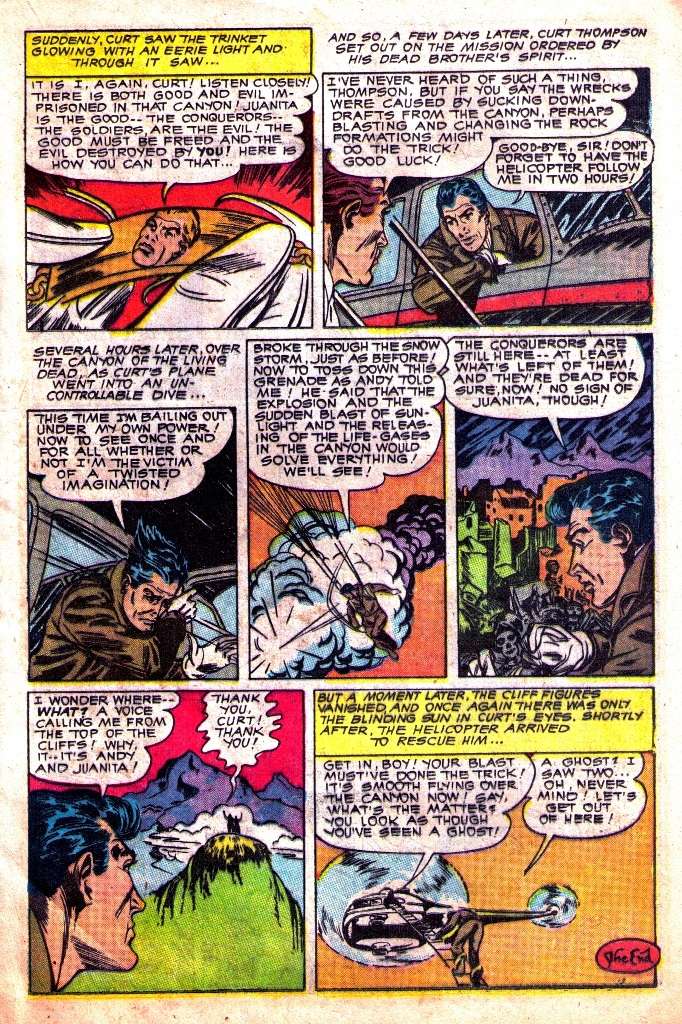 SUDDENLY, CURT SAW THE TRINKET
GLOWING WITH AN EERIE LIGHT AND
THROUGH IT SAW...
IT IS I, AGAIN, CURT! LISTEN CLOSELY!
THERE IS BOTH GOOD AND EVIL IM-
PRISONED IN THAT CANYON! JUANITA
IS THE GOOD-- THE CONQUERORS--
THE SOLDIERS, ARE THE EVIL! THE
GOOD MUST BE FREED AND THE
EVIL DESTROYED BY YOU! HERE IS
HOW YOU CAN DO THAT...
AND SO, A FEW DAYS LATER, CURT THOMPSON
SET OUT ON THE MISSION ORDERED BY
HIS DEAD BROTHER'S SPIRIT...
I'VE NEVER HEARD OF SUCH A THING,
THOMPSON, BUT IF YOU SAY THE WRECKS
WERE CAUSED BY SUCKING DOWN-
DRAFTS FROM THE CANYON, PERHAPS
BLASTING AND CHANGING THE ROCK
FORMATIONS MIGHT
DO THE TRICK!
GOOD LUCK!
GOOD-BYE, SIR! DON'T
FORGET TO HAVE THE
HELICOPTER FOLLOW
ME IN TWO HOURS!
SEVERAL HOURS LATER, OVER
THE CANYON OF THE LIVING
DEAD, AS CURT'S PLANE
WENT INTO AN UN-
CONTROLLABLE DIVE...
THIS TIME I'M BAILING OUT
UNDER MY OWN POWER!
NOW TO SEE ONCE AND
FOR ALL WHETHER OR
NOT I'M THE VICTIM
OF A TWISTED
IMAGINATION!
BROKE THROUGH THE SNOW
STORM, JUST AS BEFORE!
NOW TO TOSS DOWN THIS
GRENADE AS ANDY TOLD
ME! HE SAID THAT THE
EXPLOSION AND THE
SUDDEN BLAST OF SUN-
LIGHT AND THE RELEAS-
ING OF THE LIFE-GASES
IN THE CANYON WOULD
SOLVE EVERYTHING!
WE'LL SEE!
THE CONQUERORS ARE
STILL HERE-- AT LEAST
WHAT'S LEFT OF THEM!
AND THEY'RE DEAD FOR
SURE, NOW! NO SIGN OF
JUANITA, THOUGH!
I WONDER WHERE--
WHAT? A VOICE
CALLING ME FROM
THE TOP OF THE
CLIFFS! WHY,
IT-- IT'S ANDY,
AND JUANITA!
THANK
YOU,
CURT!
THANK
YOU!
BUT A MOMENT LATER, THE CLIFF FIGURES
VANISHED, AND ONCE AGAIN THERE WAS ONLY
THE BLINDING SUN IN CURT'S EYES. SHORTLY
AFTER, THE HELICOPTER ARRIVED
TO RESCUE HIM...
GET IN, BOY! YOUR BLAST
MUST'VE DONE THE TRICK!
IT'S SMOOTH FLYING OVER
THE CANYON NOW! SAY,
WHAT'S THE MATTER?
YOU LOOK AS THOUGH
YOU'VE SEEN A GHOST!
A GHOST? I
SAW TWO...
OH, NEVER
MIND! LET'S
GET OUT
OF HERE!
The End